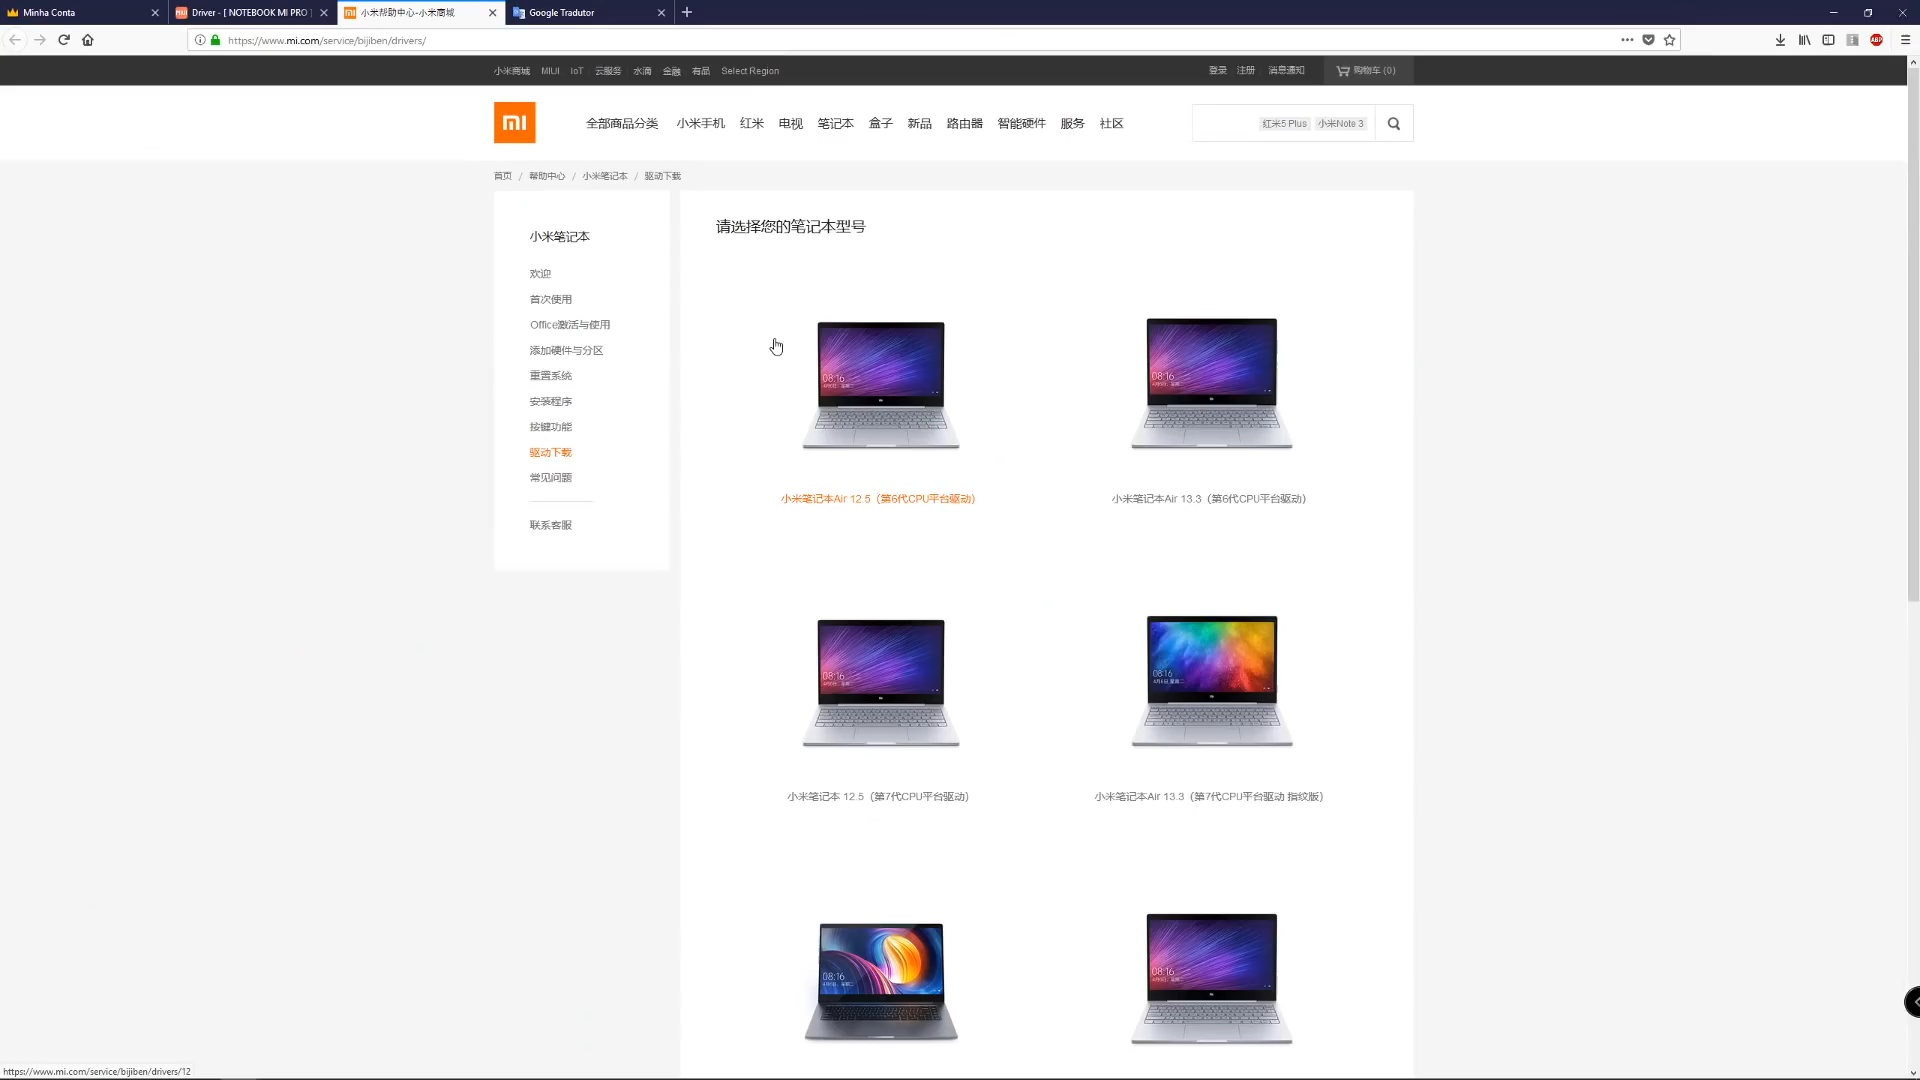 Minha Conta
Driver - [ NOTEBOOK MI PRO ]
小米帮助中心-小米商城
Google Tradutor
https://www.mi.com/service/bijiben/drivers/
ABP
小米商城 MIUI IoT 云服务 水滴 金融 有品 Select Region
登录 注册 消息通知 购物车 (0)
全部商品分类 小米手机 红米 电视 笔记本 盒子 新品 路由器 智能硬件 服务 社区
红米5 Plus 小米Note 3
首页 / 帮助中心 / 小米笔记本 / 驱动下载
小米笔记本
欢迎
首次使用
Office激活与使用
添加硬件与分区
重置系统
安装程序
按键功能
驱动下载
常见问题
联系客服
请选择您的笔记本型号
08:16
08:16
小米笔记本Air 12.5（第6代CPU平台驱动）
小米笔记本Air 13.3（第6代CPU平台驱动）
08:16
08:16
小米笔记本 12.5（第7代CPU平台驱动）
小米笔记本Air 13.3（第7代CPU平台驱动 指纹版）
08:16
08:16
https://www.mi.com/service/bijiben/drivers/12